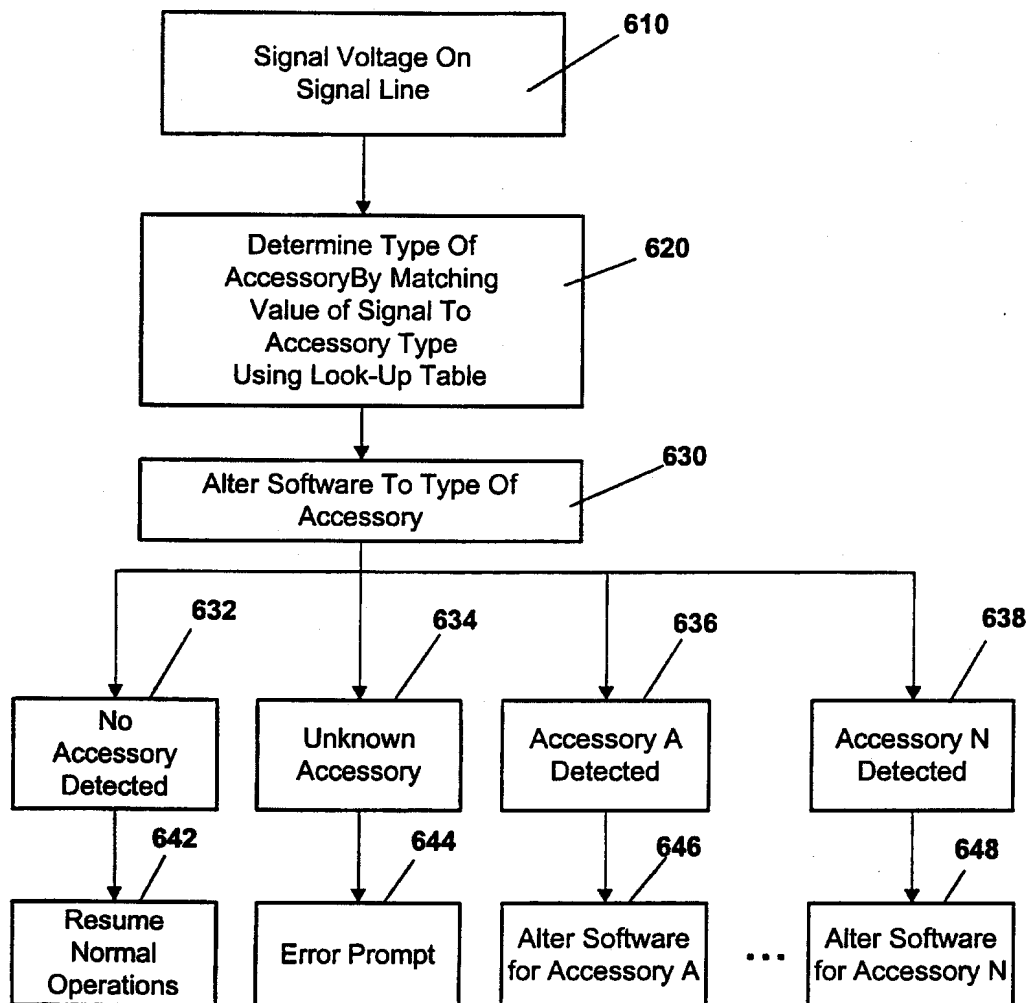 610
Signal Voltage On
Signal Line
620
Determine Type Of
AccessoryBy Matching
Value of Signal To
Accessory Type
Using Look-Up Table
630
Alter Software To Type Of
Accessory
632
634
636
638
No
Accessory
Detected
Unknown
Accessory
Accessory A
Detected
Accessory N
Detected
642
644
646
648
Resume
Normal
Operations
Error Prompt
Alter Software
for Accessory A
...
Alter Software
for Accessory N